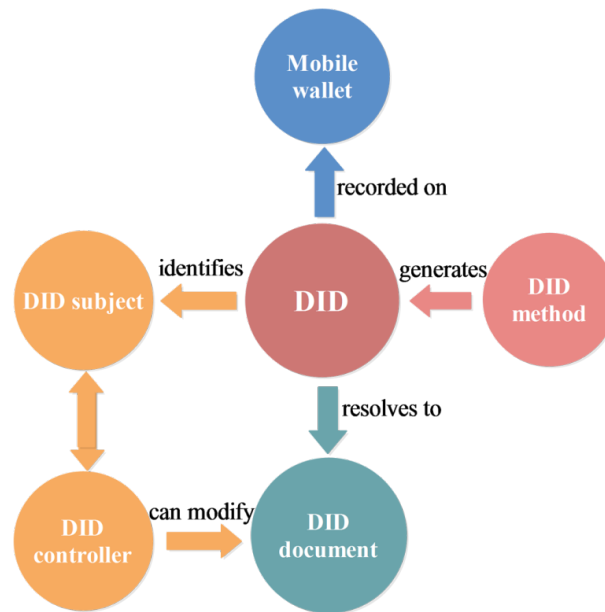 Mobile
wallet
recorded on
identifies
generates
DID subject
DID
DID
method
resolves to
can modify
DID
controller
DID
document